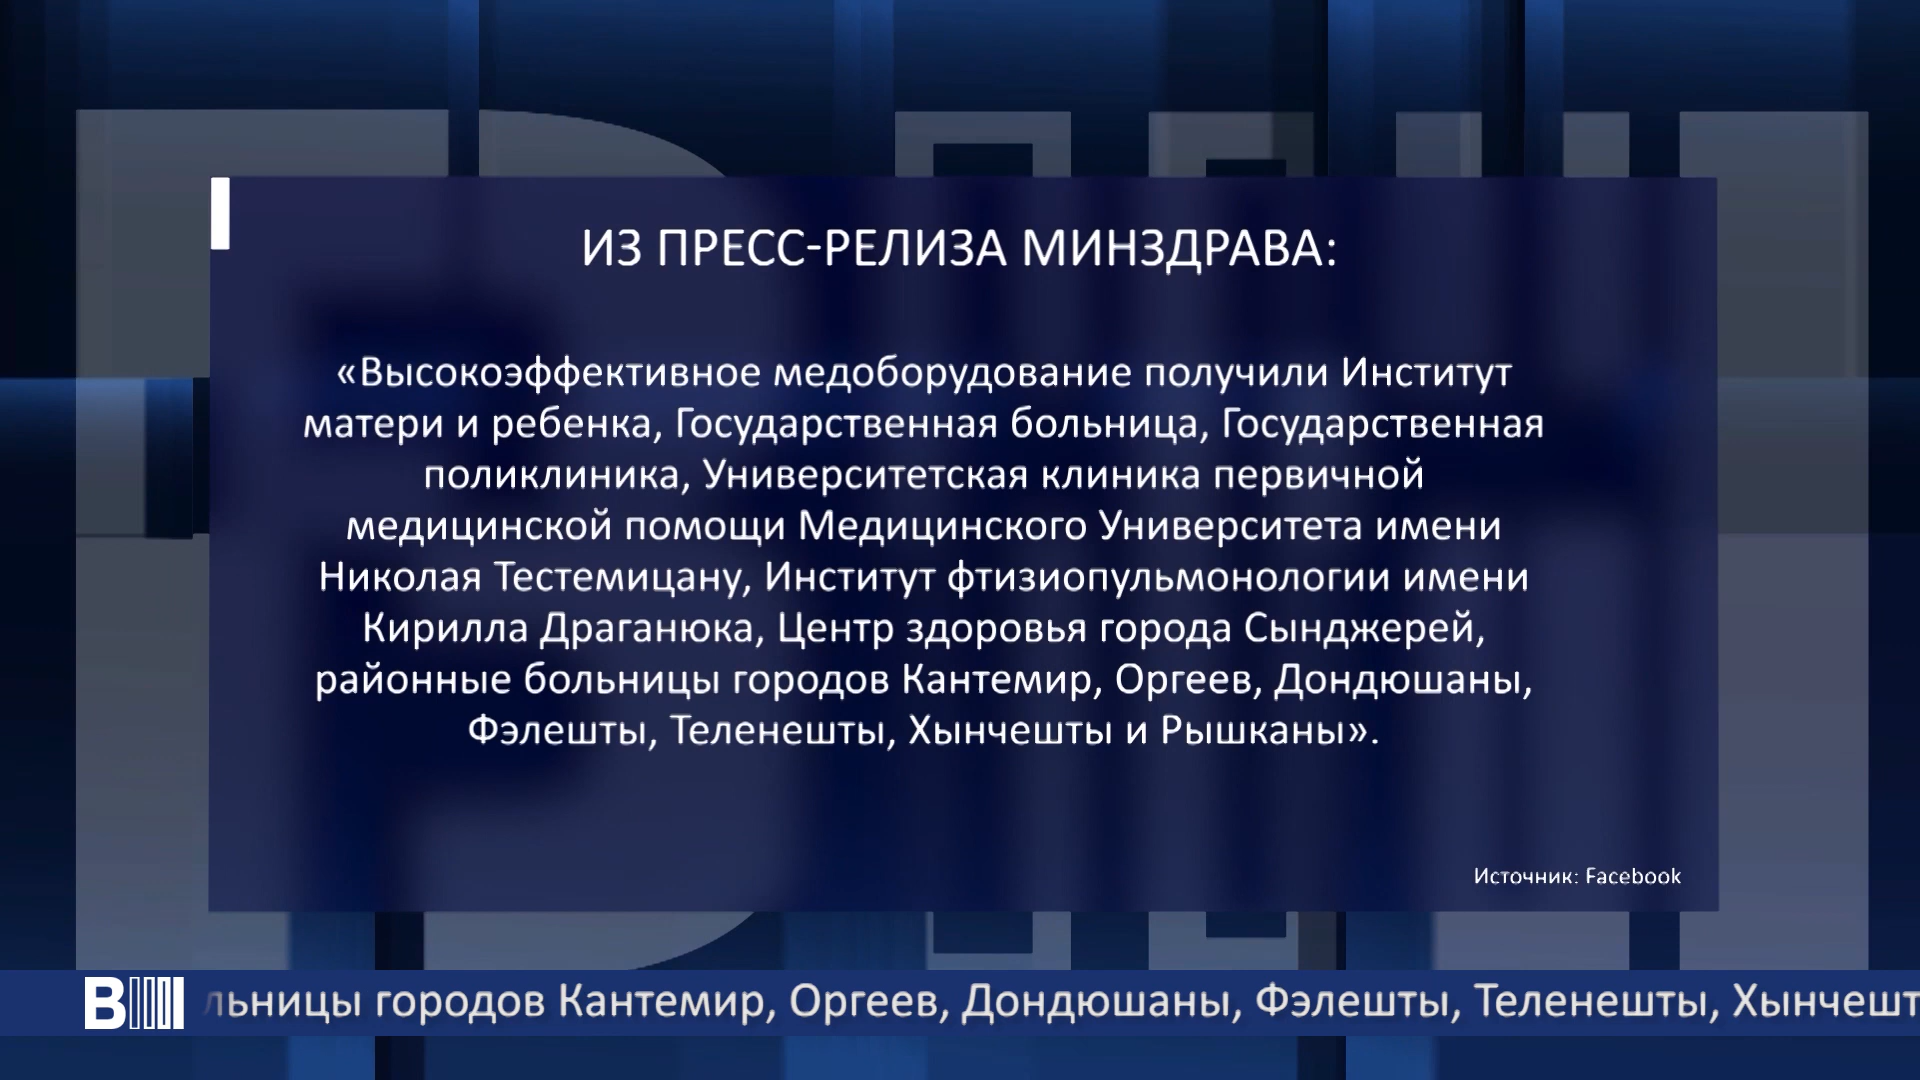 ИЗ ПРЕСС-РЕЛИЗА МИНЗДРАВА:
«Высокоэффективное медоборудование получили Институт
матери и ребенка, Государственная больница, Государственная
поликлиника, Университетская клиника первичной
медицинской помощи Медицинского Университета имени
Николая Тестемицану, Институт фтизиопульмонологии имени
Кирилла Драганюка, Центр здоровья города Сынджерей,
районные больницы городов Кантемир, Оргеев, Дондюшаны,
Фэлешты, Теленешты, Хынчешты и Рышканы».
Источник: Facebook
льницы городов Кантемир, Оргеев, Дондюшаны, Фэлешты, Теленешты, Хынчешт